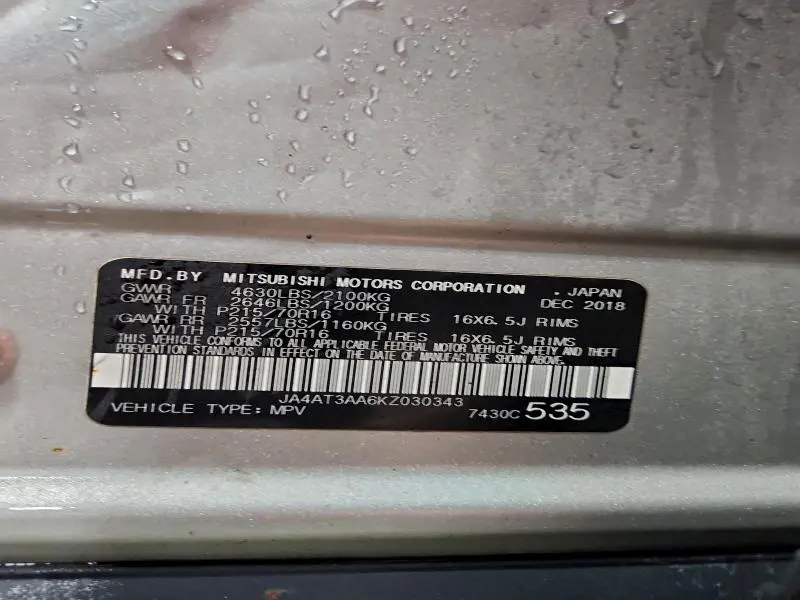 MFD.BY MITSUBISHI MOTORS CORPORATION . JAPAN
GVWR 4630LBS/2100KG DEC 2018
GAWR FR 2646LBS/1200KG
WITH P215/70R16 TIRES 16X6.5J RIMS
GAWR RR 2557LBS/1160KG
WITH P215/70R16 TIRES 16X6.5J RIMS
THIS VEHICLE CONFORMS TO ALL APPLICABLE FEDERAL MOTOR VEHICLE SAFETY AND THEFT
PREVENTION STANDARDS IN EFFECT ON THE DATE OF MANUFACTURE SHOWN ABOVE.
JA4AT3AA6KZ030343
VEHICLE TYPE: MPV 7430C 535